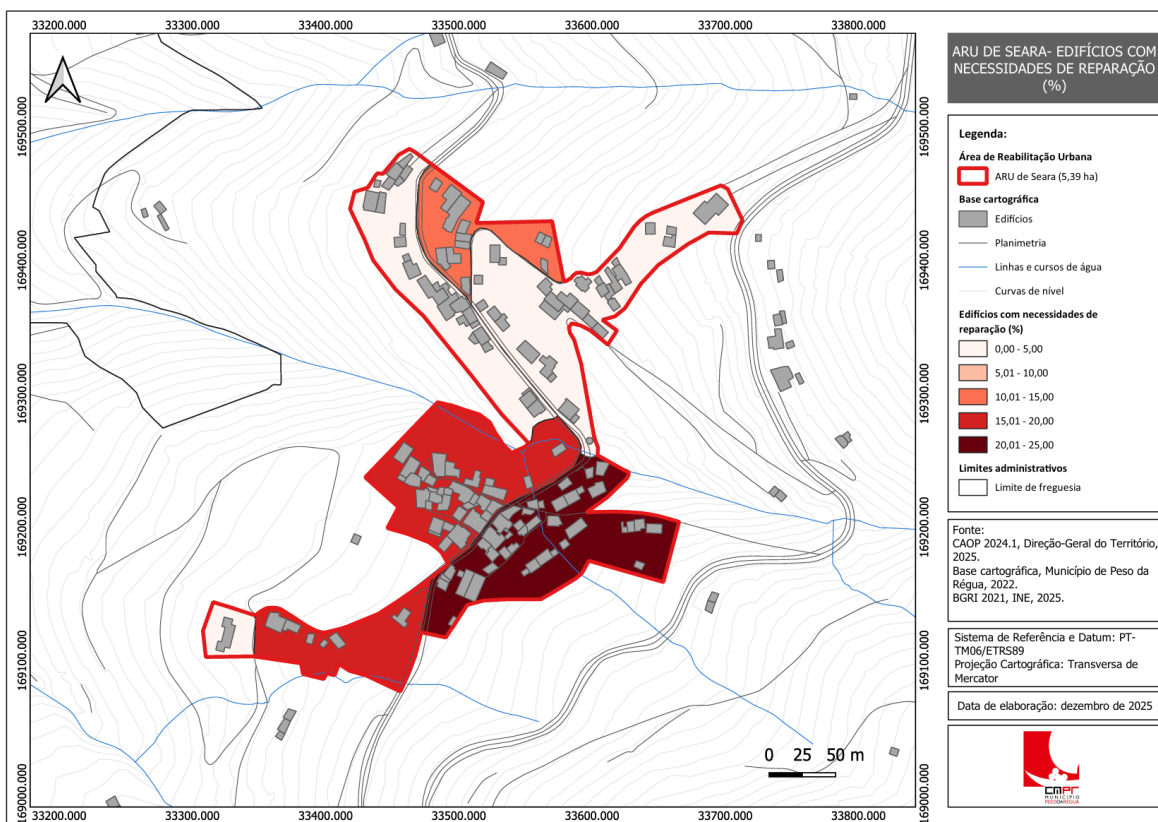 33200.000 33300.000 33400.000 33500.000 33600.000 33700.000 33800.000
169500.000
169400.000
169300.000
169200.000
169100.000
169000.000
169500.000
169400.000
169300.000
169200.000
169100.000
169000.000
0 25 50 m
33200.000 33300.000 33400.000 33500.000 33600.000 33700.000 33800.000
ARU DE SEARA- EDIFÍCIOS COM
NECESSIDADES DE REPARAÇÃO
(%)
Legenda:
Área de Reabilitação Urbana
ARU de Seara (5,39 ha)
Base cartográfica
Edifícios
Planimetria
Linhas e cursos de água
Curvas de nível
Edifícios com necessidades de
reparação (%)
0,00 - 5,00
5,01 - 10,00
10,01 - 15,00
15,01 - 20,00
20,01 - 25,00
Limites administrativos
Limite de freguesia
Fonte:
CAOP 2024.1, Direção-Geral do Território,
2025.
Base cartográfica, Município de Peso da
Régua, 2022.
BGRI 2021, INE, 2025.
Sistema de Referência e Datum: PT-
TM06/ETRS89
Projeção Cartográfica: Transversa de
Mercator
Data de elaboração: dezembro de 2025
CMPR
MUNICÍPIO
PESODARÉGUA